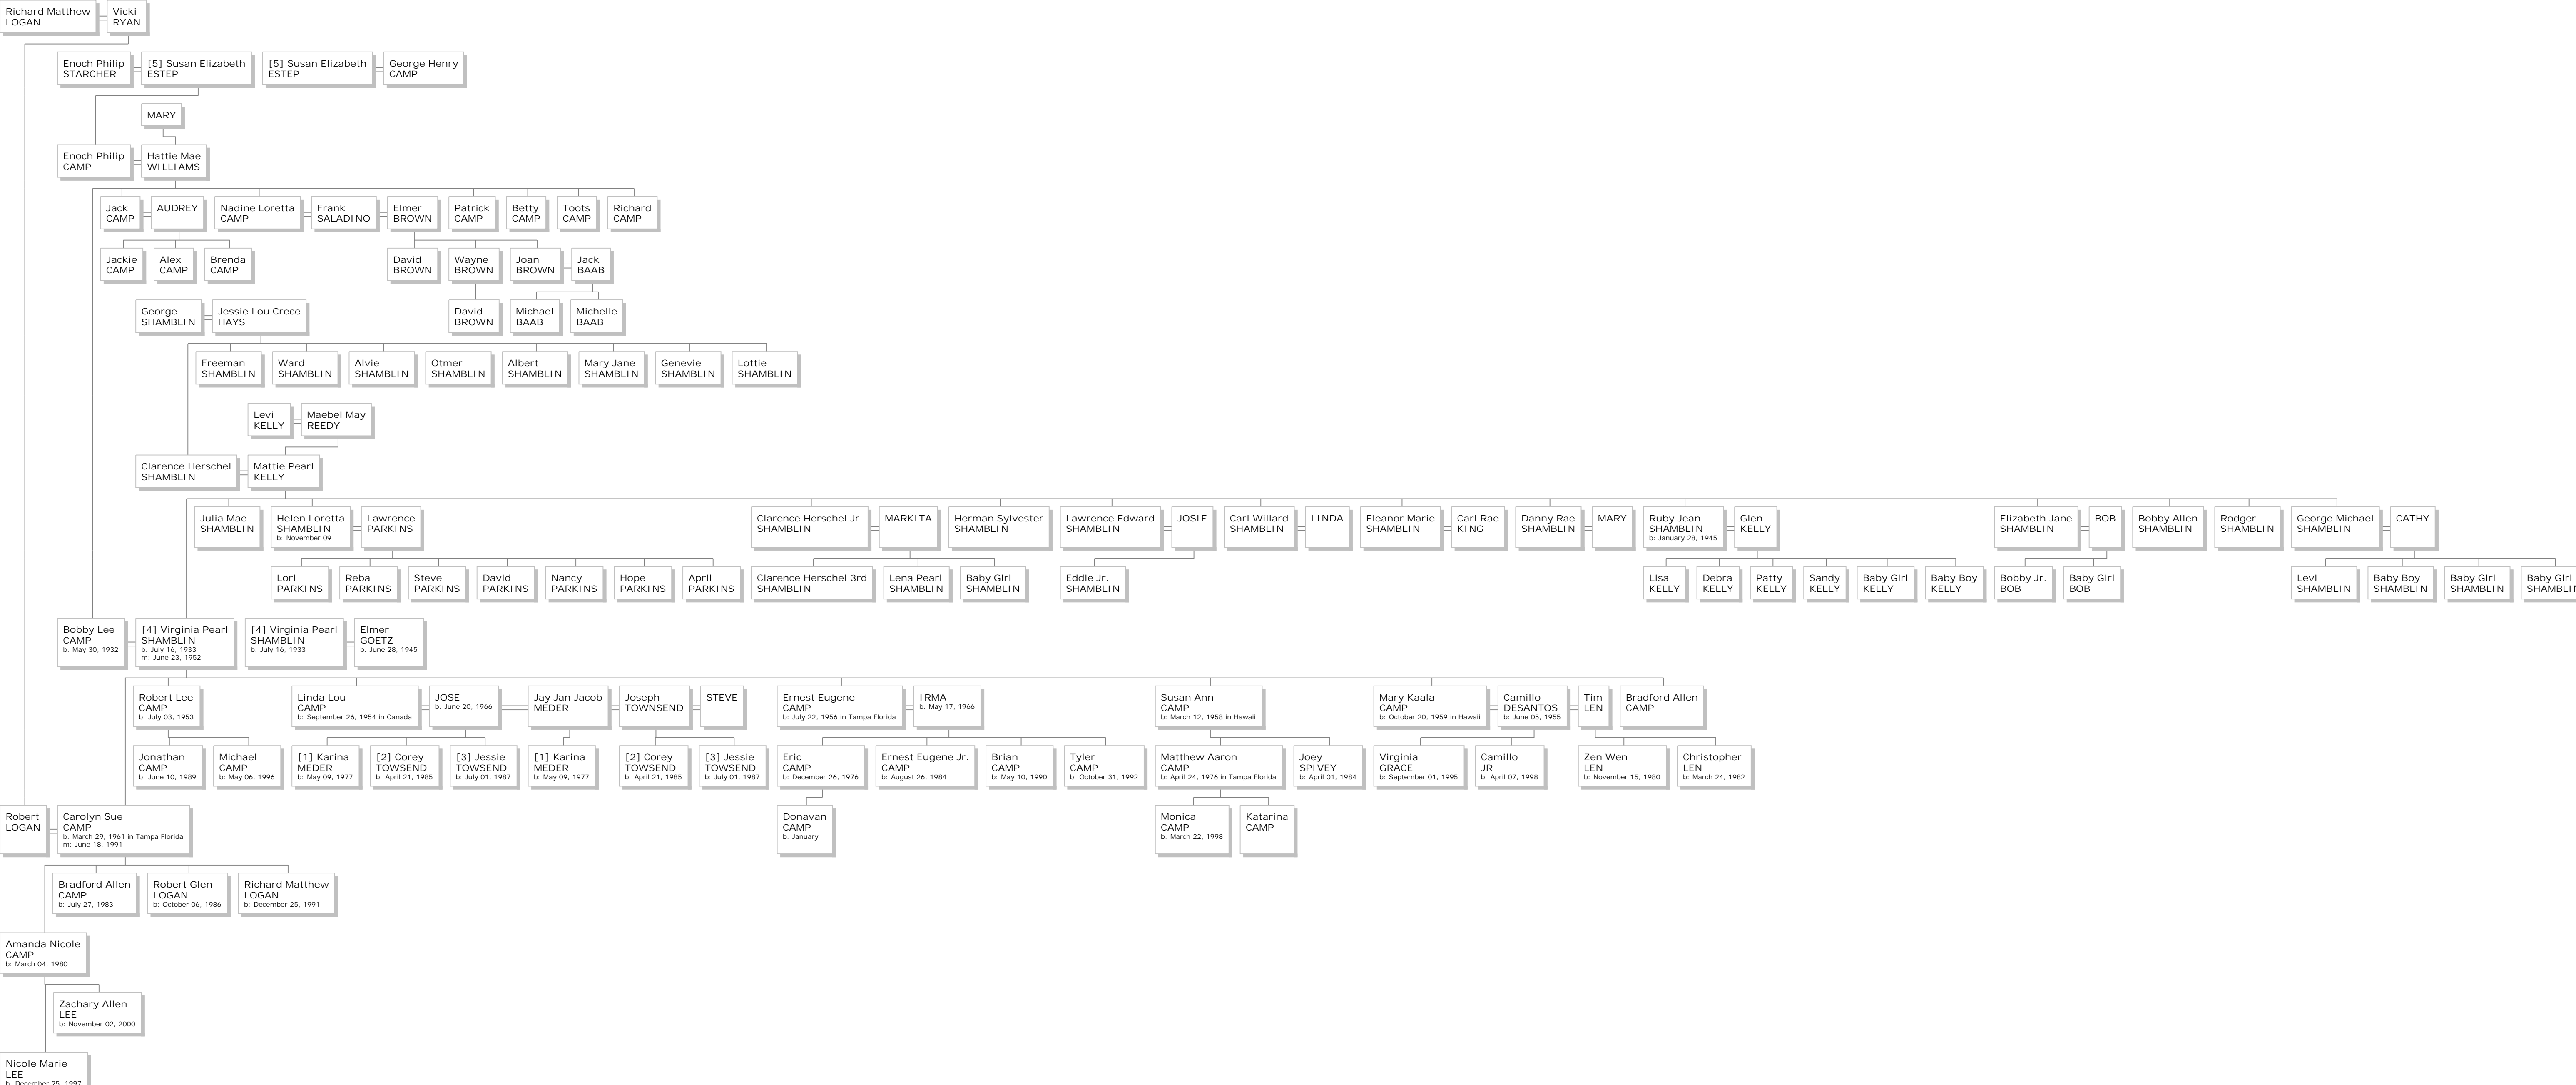 Richard Matthew
LOGAN
Vicki
RYAN
Enoch Philip
STARCHER
[5] Susan Elizabeth
ESTEP
[5] Susan Elizabeth
ESTEP
George Henry
CAMP
MARY
Enoch Philip
CAMP
Hattie Mae
WILLIAMS
Jack
CAMP
AUDREY
Nadine Loretta
CAMP
Frank
SALADINO
Elmer
BROWN
Patrick
CAMP
Betty
CAMP
Toots
CAMP
Richard
CAMP
Jackie
CAMP
Alex
CAMP
Brenda
CAMP
David
BROWN
Wayne
BROWN
Joan
BROWN
Jack
BAAB
George
SHAMBLIN
Jessie Lou Crece
HAYS
David
BROWN
Michael
BAAB
Michelle
BAAB
Freeman
SHAMBLIN
Ward
SHAMBLIN
Alvie
SHAMBLIN
Otmer
SHAMBLIN
Albert
SHAMBLIN
Mary Jane
SHAMBLIN
Genevie
SHAMBLIN
Lottie
SHAMBLIN
Levi
KELLY
Maebel May
REEDY
Clarence Herschel
SHAMBLIN
Mattie Pearl
KELLY
Julia Mae
SHAMBLIN
Helen Loretta
SHAMBLIN
b: November 09
Lawrence
PARKINS
Clarence Herschel Jr.
SHAMBLIN
MARKITA
Herman Sylvester
SHAMBLIN
Lawrence Edward
SHAMBLIN
JOSIE
Carl Willard
SHAMBLIN
LINDA
Eleanor Marie
SHAMBLIN
Carl Rae
KING
Danny Rae
SHAMBLIN
MARY
Ruby Jean
SHAMBLIN
b: January 28, 1945
Glen
KELLY
Elizabeth Jane
SHAMBLIN
BOB
Bobby Allen
SHAMBLIN
Rodger
SHAMBLIN
George Michael
SHAMBLIN
CATHY
Lori
PARKINS
Reba
PARKINS
Steve
PARKINS
David
PARKINS
Nancy
PARKINS
Hope
PARKINS
April
PARKINS
Clarence Herschel 3rd
SHAMBLIN
Lena Pearl
SHAMBLIN
Baby Girl
SHAMBLIN
Eddie Jr.
SHAMBLIN
Lisa
KELLY
Debra
KELLY
Patty
KELLY
Sandy
KELLY
Baby Girl
KELLY
Baby Boy
KELLY
Bobby Jr.
BOB
Baby Girl
BOB
Levi
SHAMBLIN
Baby Boy
SHAMBLIN
Baby Girl
SHAMBLIN
Baby Girl
SHAMBLIN
Bobby Lee
CAMP
b: May 30, 1932
[4] Virginia Pearl
SHAMBLIN
b: July 16, 1933
m: June 23, 1952
[4] Virginia Pearl
SHAMBLIN
b: July 16, 1933
Elmer
GOETZ
b: June 28, 1945
Robert Lee
CAMP
b: July 03, 1953
Linda Lou
CAMP
b: September 26, 1954 in Canada
JOSE
b: June 20, 1966
Jay Jan Jacob
MEDER
Joseph
TOWNSEND
STEVE
Ernest Eugene
CAMP
b: July 22, 1956 in Tampa Florida
IRMA
b: May 17, 1966
Susan Ann
CAMP
b: March 12, 1958 in Hawaii
Mary Kaala
CAMP
b: October 20, 1959 in Hawaii
Camillo
DESANTOS
b: June 05, 1955
Tim
LEN
Bradford Allen
CAMP
Jonathan
CAMP
b: June 10, 1989
Michael
CAMP
b: May 06, 1996
[1] Karina
MEDER
b: May 09, 1977
[2] Corey
TOWSEND
b: April 21, 1985
[3] Jessie
TOWSEND
b: July 01, 1987
[1] Karina
MEDER
b: May 09, 1977
[2] Corey
TOWSEND
b: April 21, 1985
[3] Jessie
TOWSEND
b: July 01, 1987
Eric
CAMP
b: December 26, 1976
Ernest Eugene Jr.
CAMP
b: August 26, 1984
Brian
CAMP
b: May 10, 1990
Tyler
CAMP
b: October 31, 1992
Matthew Aaron
CAMP
b: April 24, 1976 in Tampa Florida
Joey
SPIVEY
b: April 01, 1984
Virginia
GRACE
b: September 01, 1995
Camillo
JR
b: April 07, 1998
Zen Wen
LEN
b: November 15, 1980
Christopher
LEN
b: March 24, 1982
Robert
LOGAN
Carolyn Sue
CAMP
b: March 29, 1961 in Tampa Florida
m: June 18, 1991
Donavan
CAMP
b: January
Monica
CAMP
b: March 22, 1998
Katarina
CAMP
Bradford Allen
CAMP
b: July 27, 1983
Robert Glen
LOGAN
b: October 06, 1986
Richard Matthew
LOGAN
b: December 25, 1991
Amanda Nicole
CAMP
b: March 04, 1980
Zachary Allen
LEE
b: November 02, 2000
Nicole Marie
LEE
b: December 25, 1997